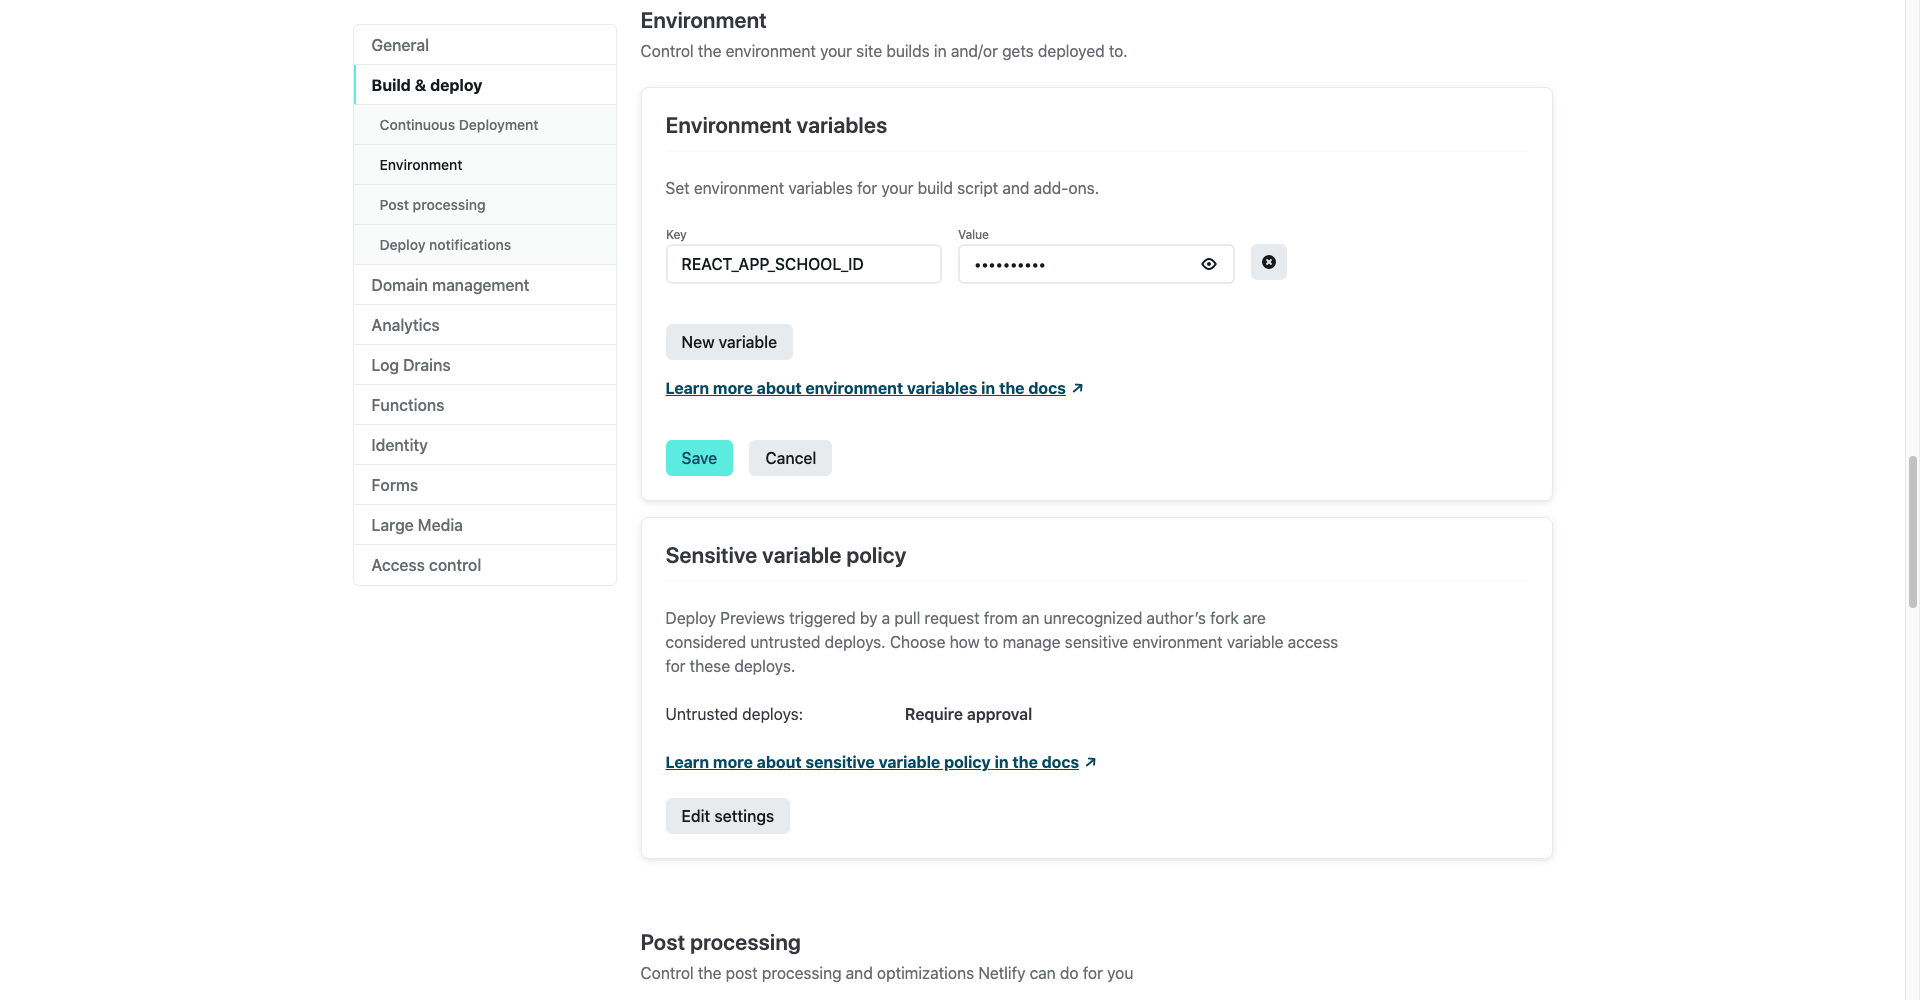 General
Build & deploy
Continuous Deployment
Environment
Post processing
Deploy notifications
Domain management
Analytics
Log Drains
Functions
Identity
Forms
Large Media
Access control
Environment
Control the environment your site builds in and/or gets deployed to.
Environment variables
Set environment variables for your build script and add-ons.
Key
Value
REACT_APP_SCHOOL_ID
••••••••••
New variable
Learn more about environment variables in the docs ↗
Save
Cancel
Sensitive variable policy
Deploy Previews triggered by a pull request from an unrecognized author’s fork are
considered untrusted deploys. Choose how to manage sensitive environment variable access
for these deploys.
Untrusted deploys:
Require approval
Learn more about sensitive variable policy in the docs ↗
Edit settings
Post processing
Control the post processing and optimizations Netlify can do for you